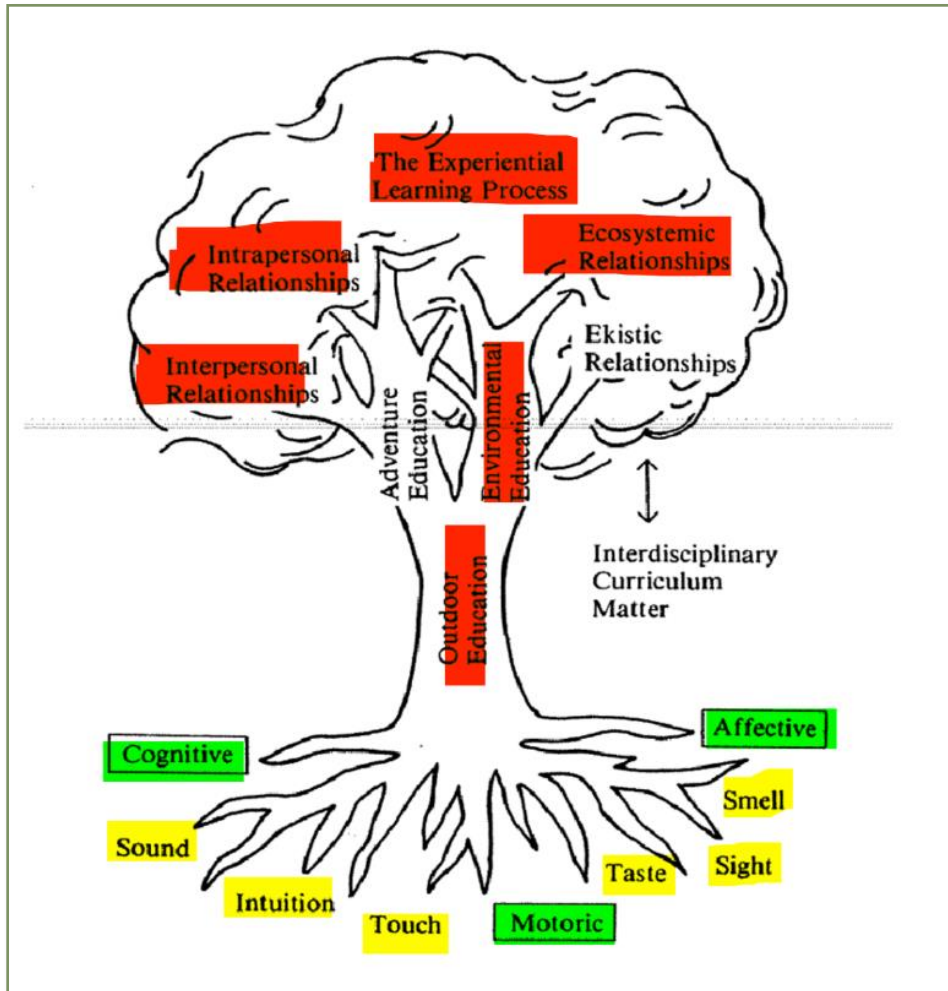 The Experiential
Learning Process
Intrapersonal
Relationships
Ecosystemic
Relationships
Interpersonal
Relationships
Ekistic
Relationships
Adventure
Education
Environmental
Education
Outdoor
Education
Interdisciplinary
Curriculum
Matter
Cognitive
Affective
Sound
Smell
Intuition
Taste
Sight
Touch
Motoric